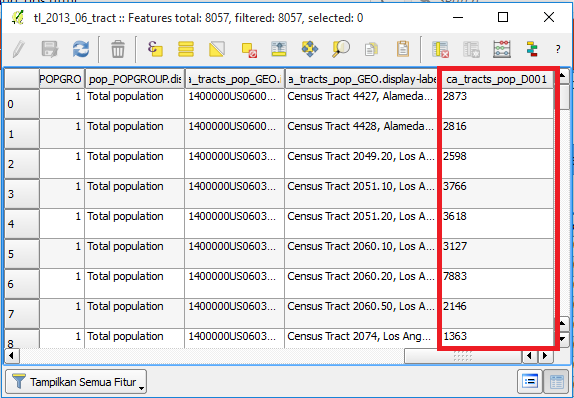 tl_2013_06_tract :: Features total: 8057, filtered: 8057, selected: 0
POPGRO pop_POPGROUP.dis a_tracts_pop_GEO. a_tracts_pop_GEO.display-labe ca_tracts_pop_D001
0 1 Total population 1400000US0600... Census Tract 4427, Alameda... 2873
1 1 Total population 1400000US0600... Census Tract 4428, Alameda... 2816
2 1 Total population 1400000US0603... Census Tract 2049.20, Los A... 2598
3 1 Total population 1400000US0603... Census Tract 2051.10, Los A... 3766
4 1 Total population 1400000US0603... Census Tract 2051.20, Los A... 3618
5 1 Total population 1400000US0603... Census Tract 2060.10, Los A... 3127
6 1 Total population 1400000US0603... Census Tract 2060.20, Los A... 7883
7 1 Total population 1400000US0603... Census Tract 2060.50, Los A... 2146
8 1 Total population 1400000US0603... Census Tract 2074, Los Ang... 1363
Tampilkan Semua Fitur